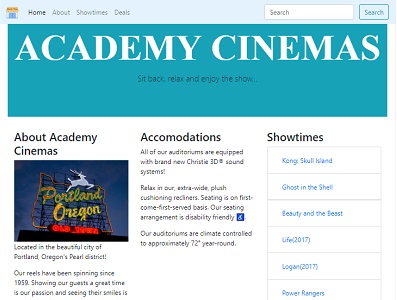 Home About Showtimes Deals Search Search
ACADEMY CINEMAS
Sit back, relax and enjoy the show...
About Academy
Cinemas
Portland
Oregon
OLD TOWN
Located in the beautiful city of
Portland, Oregon's Pearl district!
Our reels have been spinning since
1959. Showing our guests a great time
is our passion and seeing their smiles is
Accomodations
All of our auditoriums are equipped
with brand new Christie 3D® sound
systems!
Relax in our, extra-wide, plush
cushioning recliners. Seating is on first-
come-first-served basis. Our seating
arrangement is disability friendly ♿.
Our auditoriums are climate controlled
to approximately 72° year-round.
Showtimes
Kong: Skull Island
Ghost in the Shell
Beauty and the Beast
Life(2017)
Logan(2017)
Power Rangers